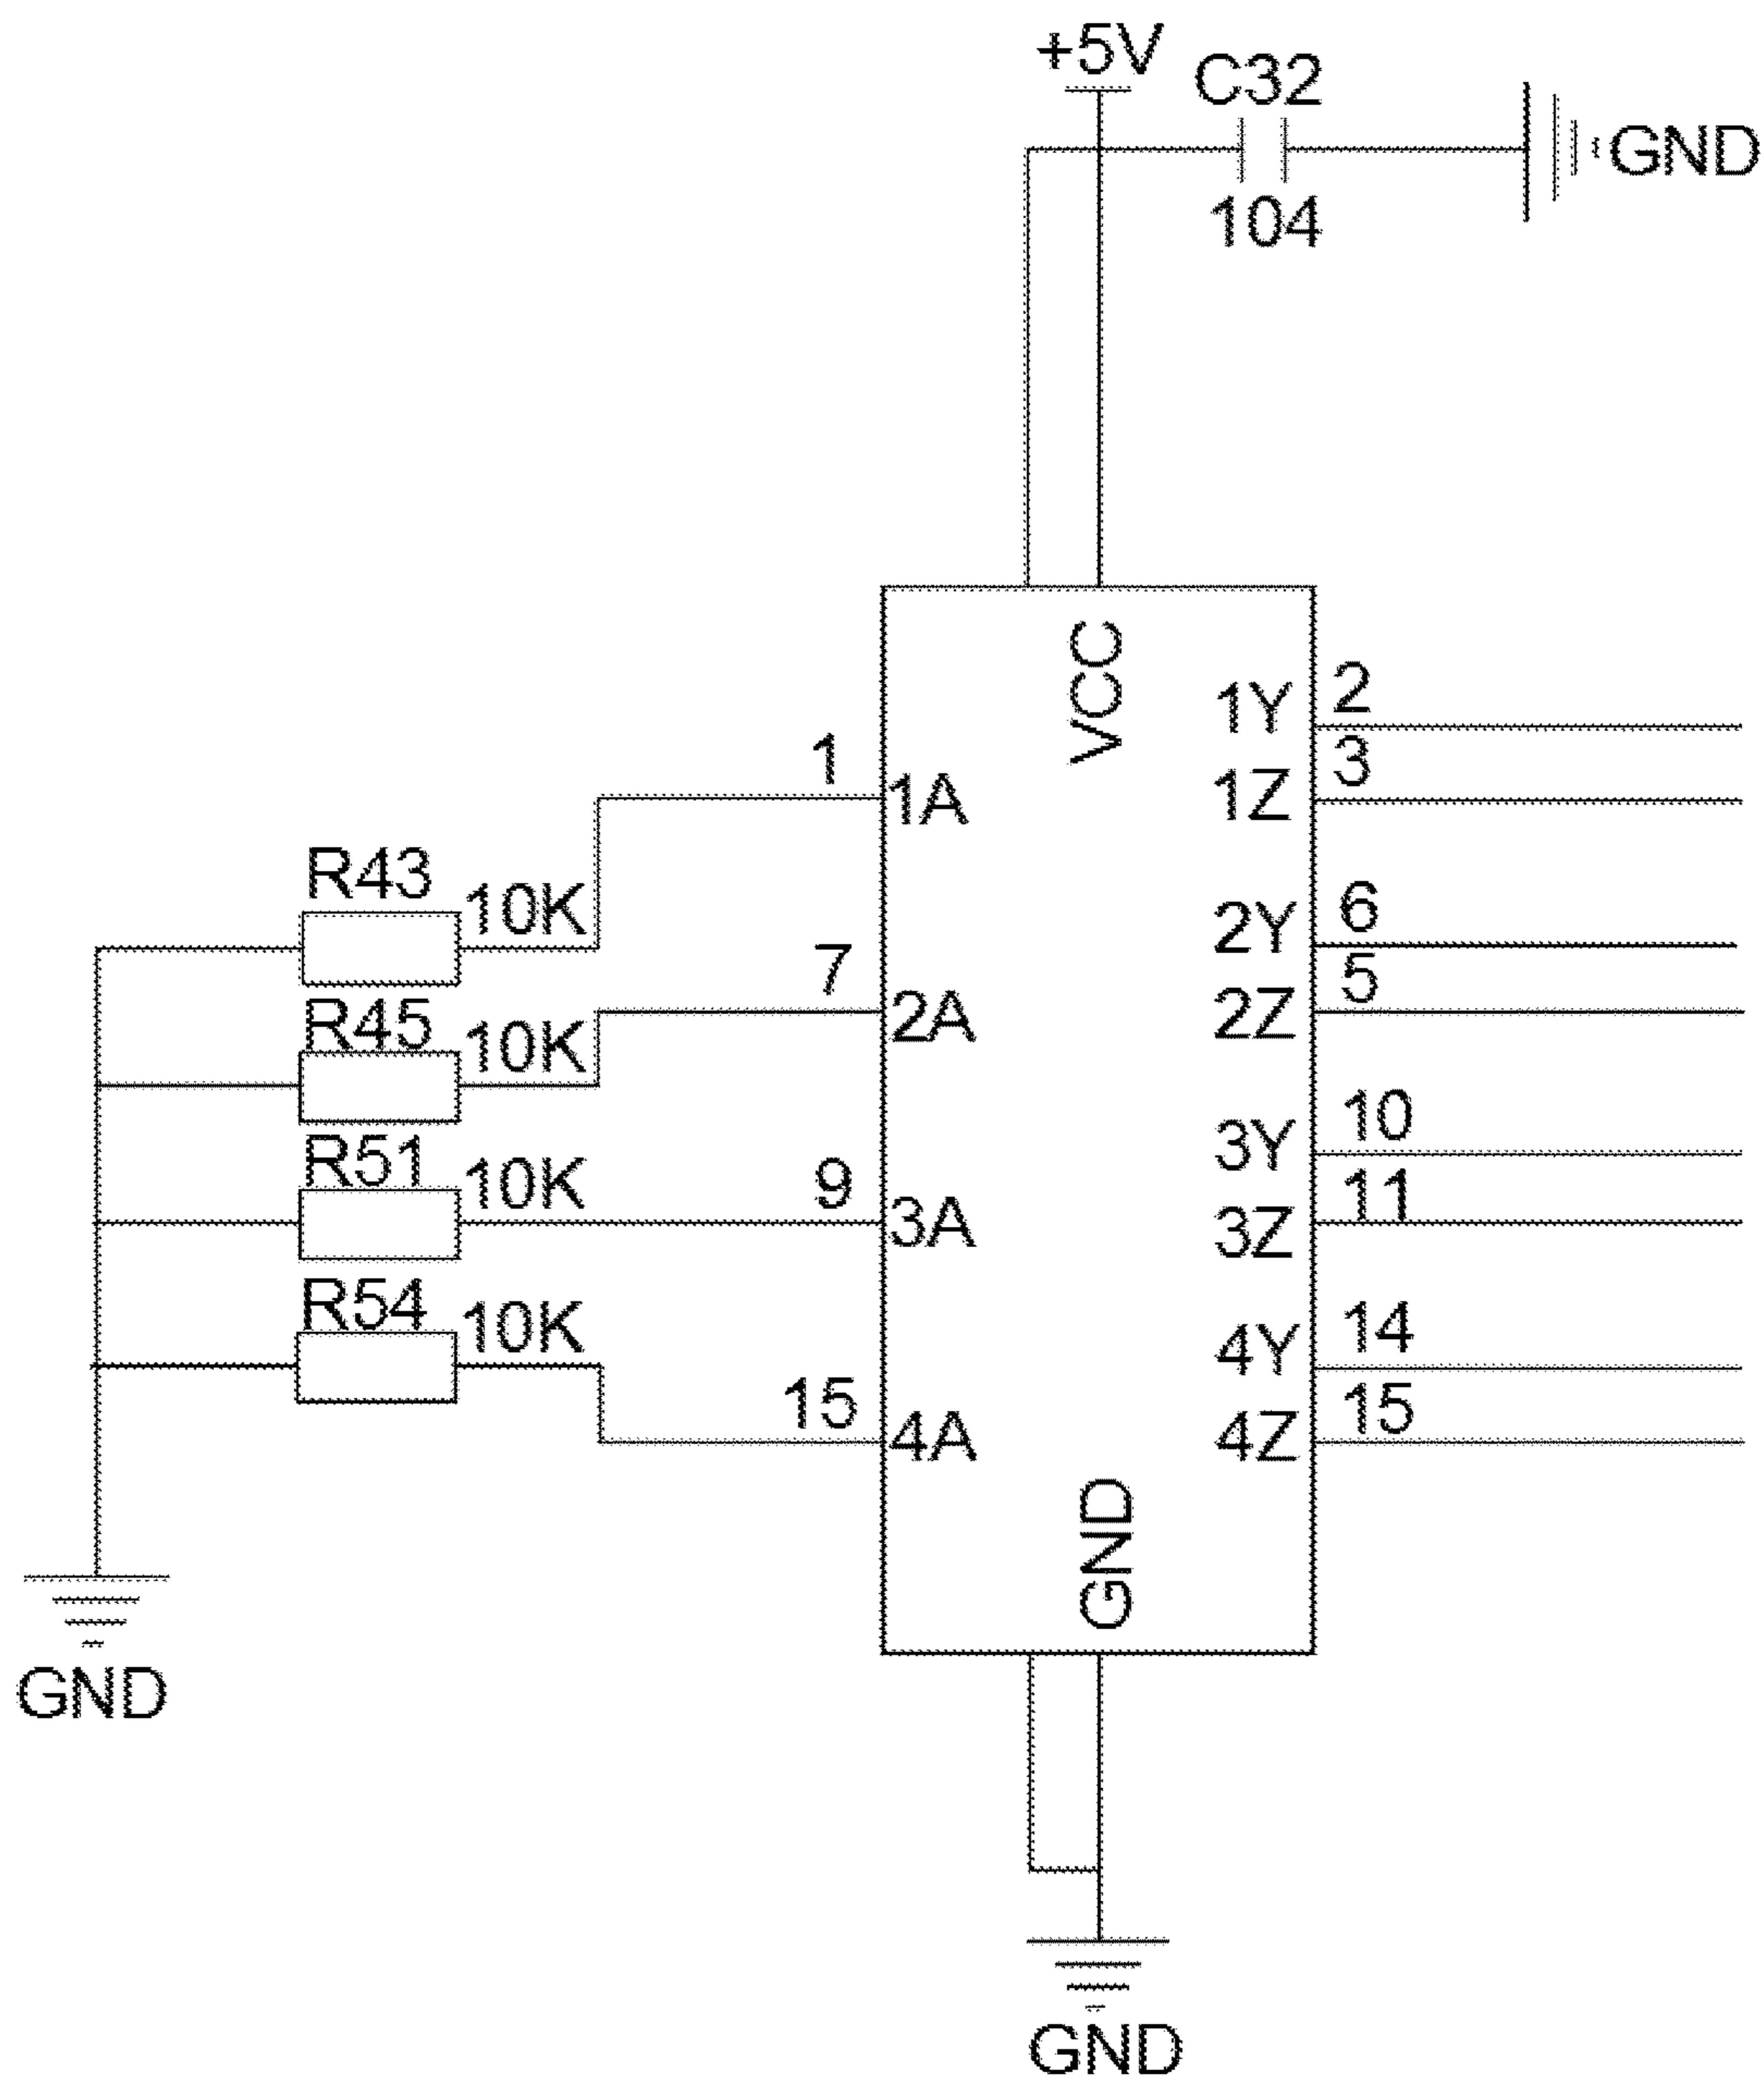 +5V
C32
GND
104
VCC
1Y 2
1 1A
1Z 3
R43 10K
2Y 6
7 2A
2Z 5
R45 10K
3Y 10
R51 10K
9 3A
3Z 11
R54 10K
4Y 14
15 4A
4Z 15
GND
GND
GND